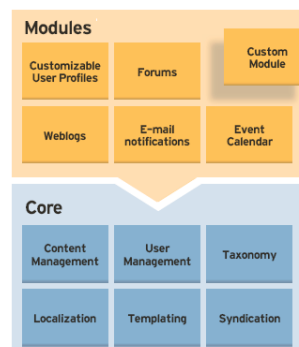 Modules
Customizable
User Profiles
Forums
Custom
Module
Weblogs
E-mail
notifications
Event
Calendar
Core
Content
Management
User
Management
Taxonomy
Localization
Templating
Syndication